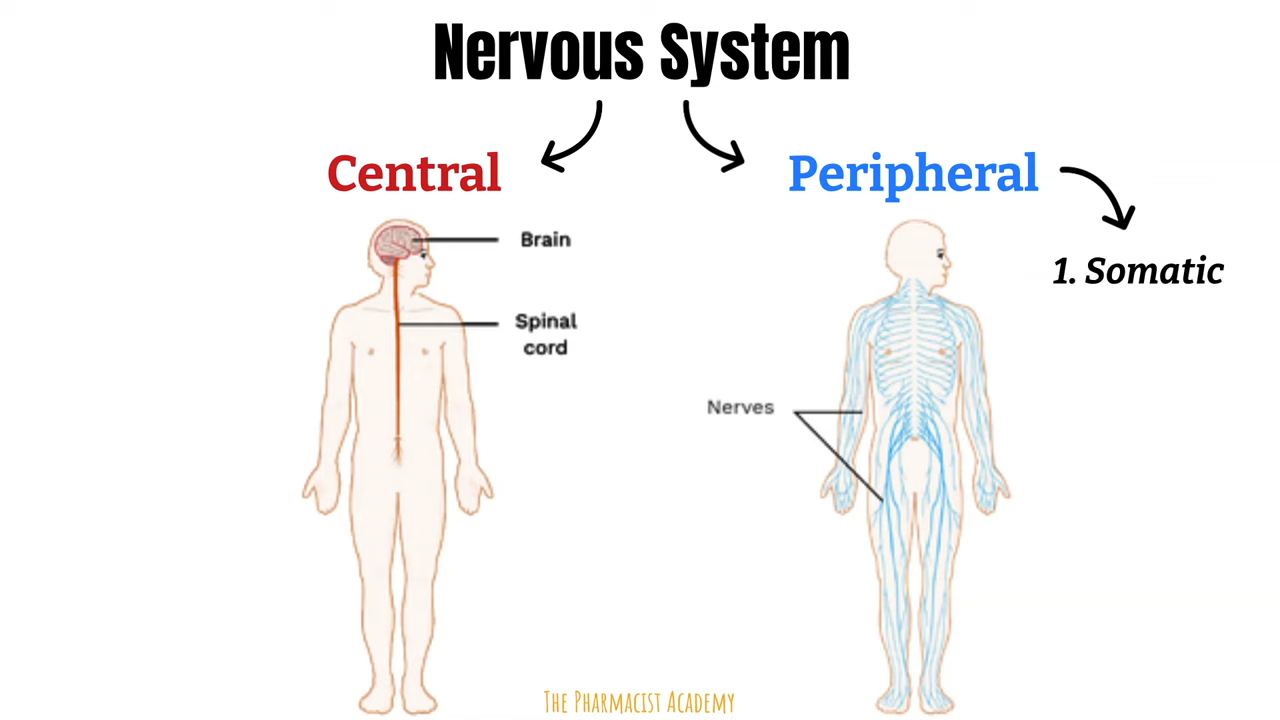 Nervous System
Central
Peripheral
Brain
1. Somatic
Spinal
cord
Nerves
The Pharmacist Academy